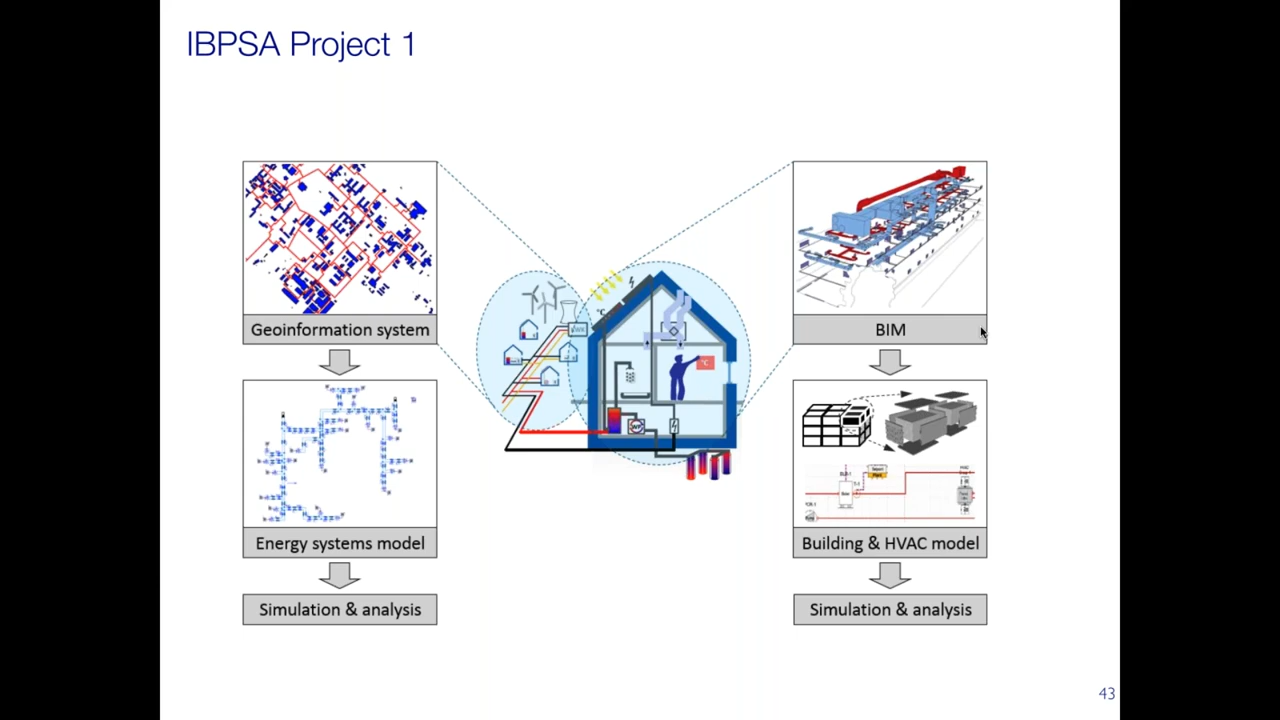 IBPSA Project 1
Geoinformation system
BIM
°C
Energy systems model
Building & HVAC model
Simulation & analysis
Simulation & analysis
43